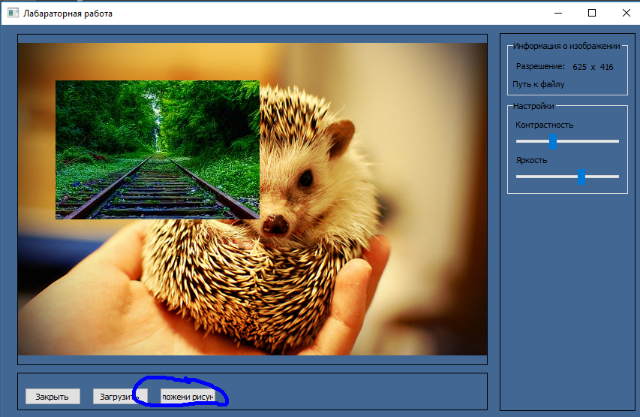 Лабараторная работа
Информация о изображении
Разрешение: 625 x 416
Путь к файлу
Настройки
Контрастность
Яркость
Закрыть Загрузить ложени рисун